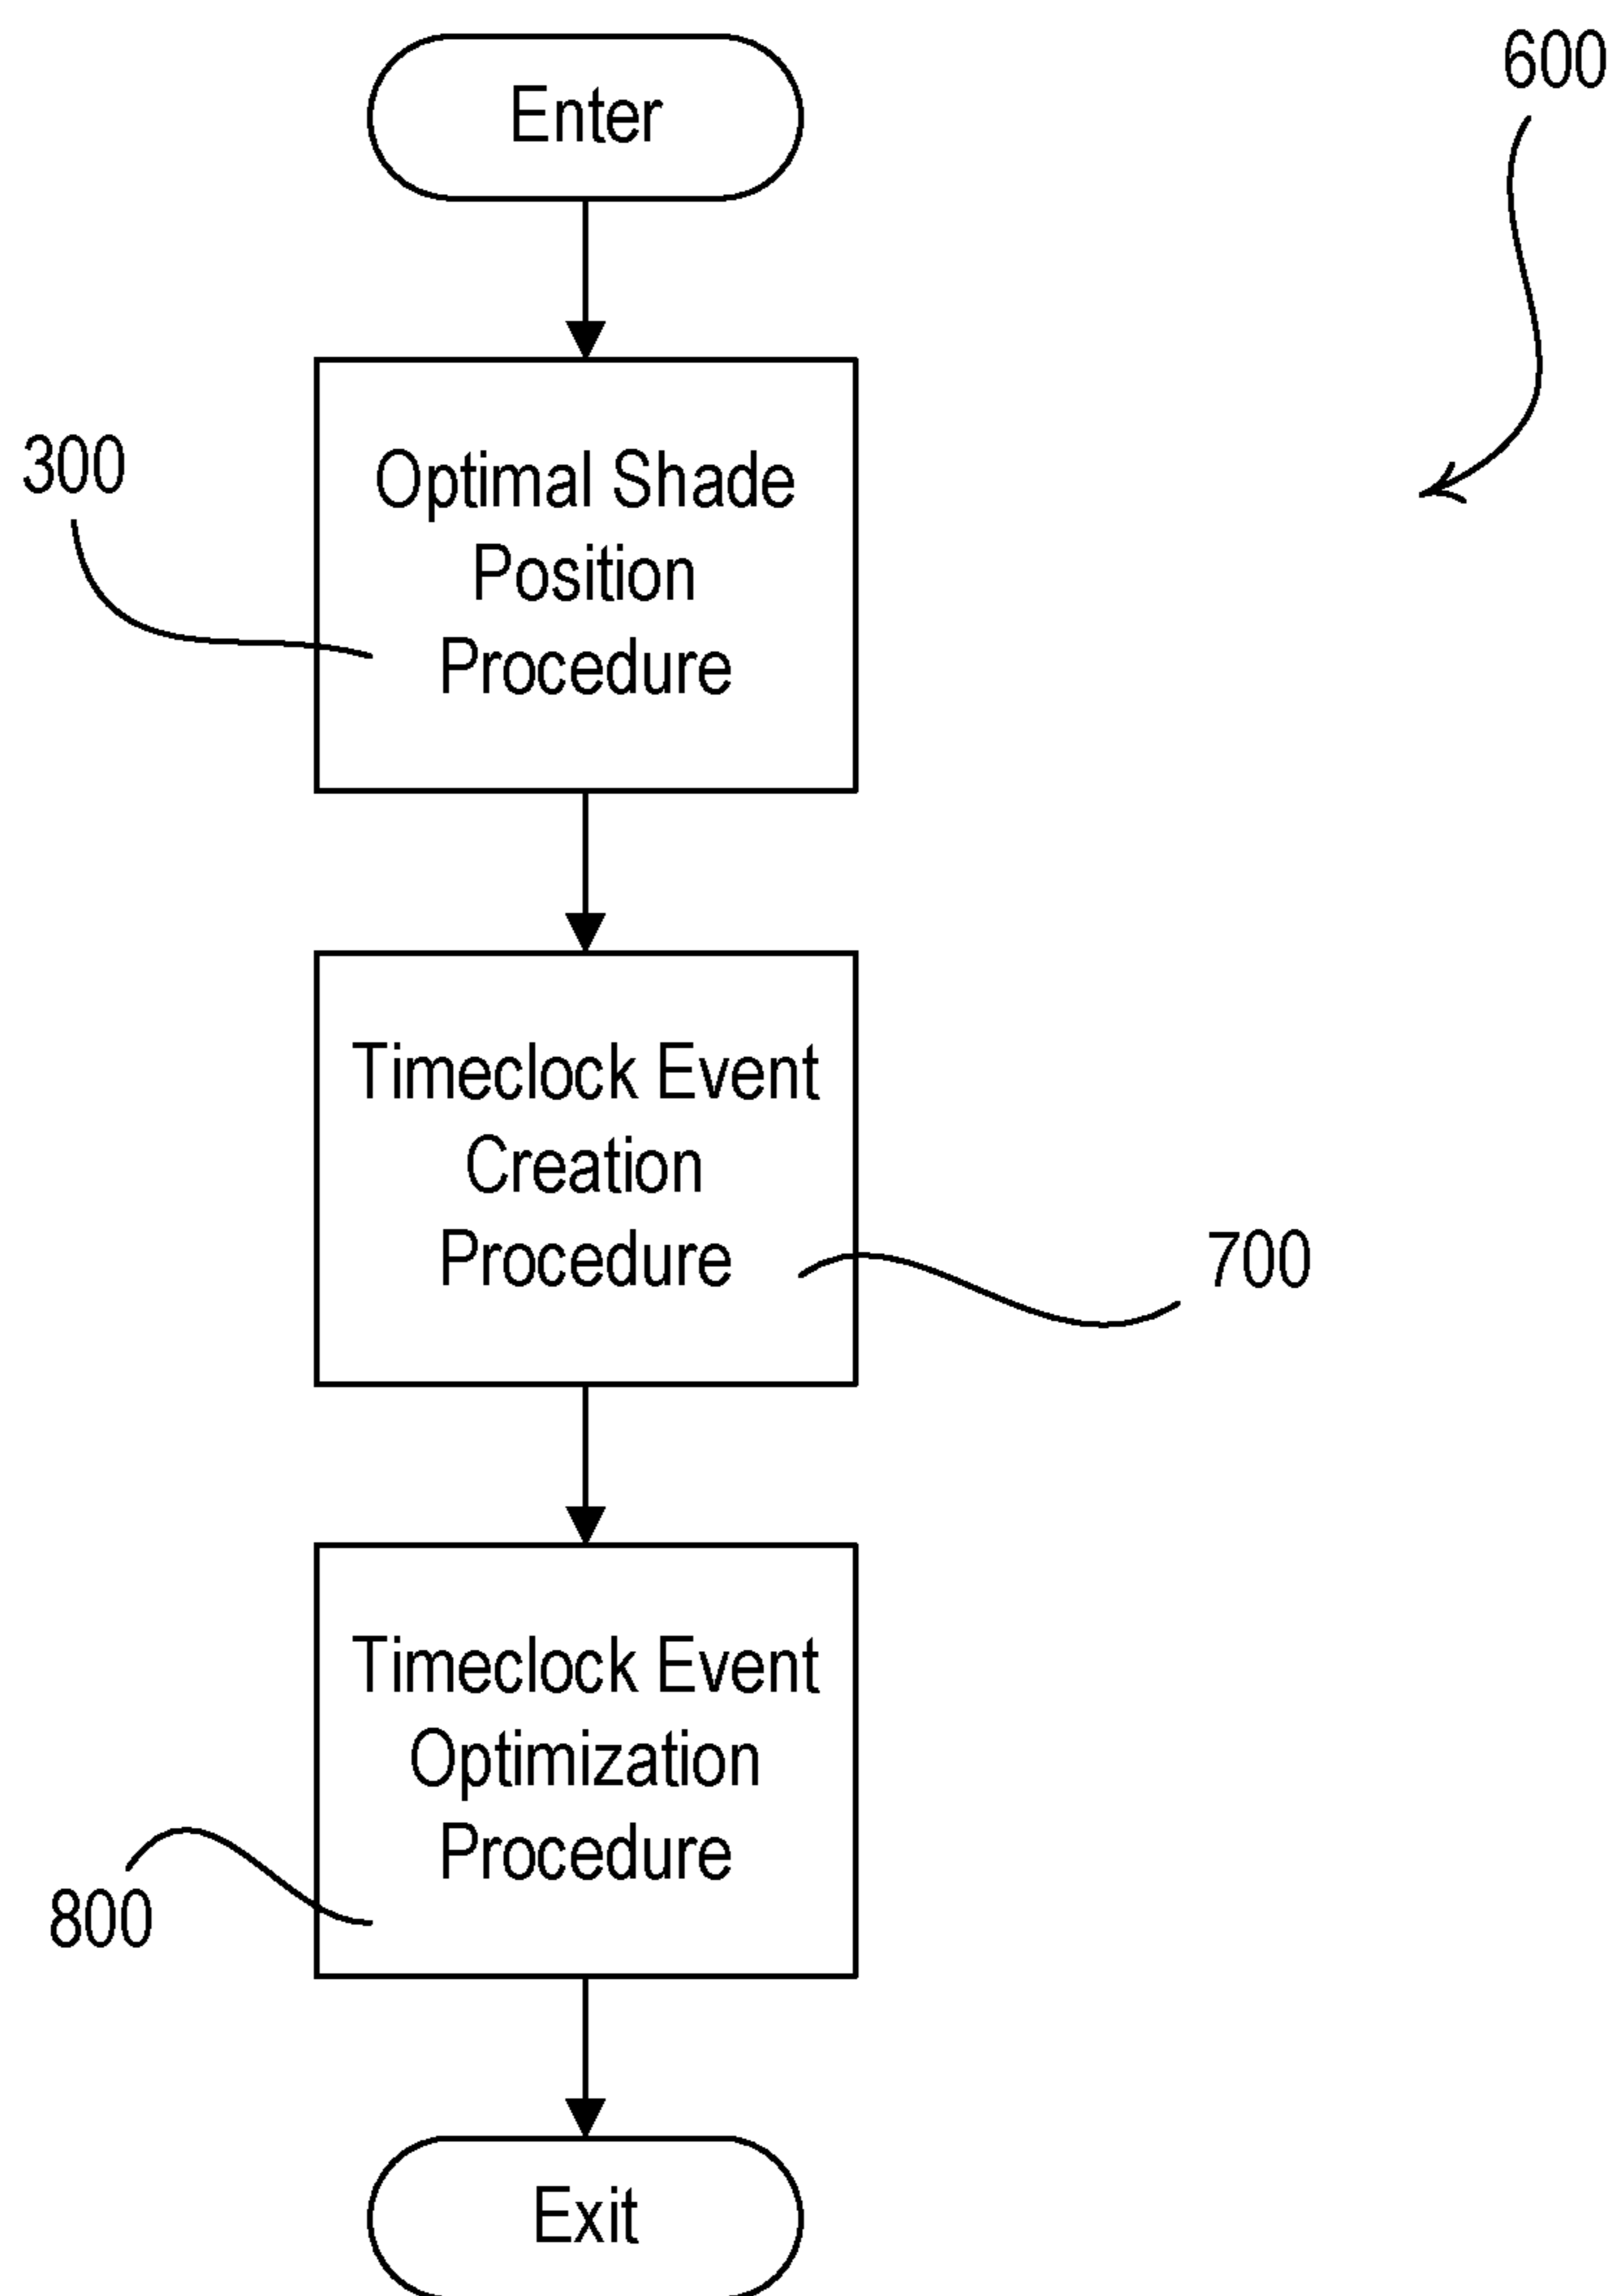 Enter
600
300
Optimal Shade
Position
Procedure
Timeclock Event
Creation
Procedure
700
Timeclock Event
Optimization
Procedure
800
Exit